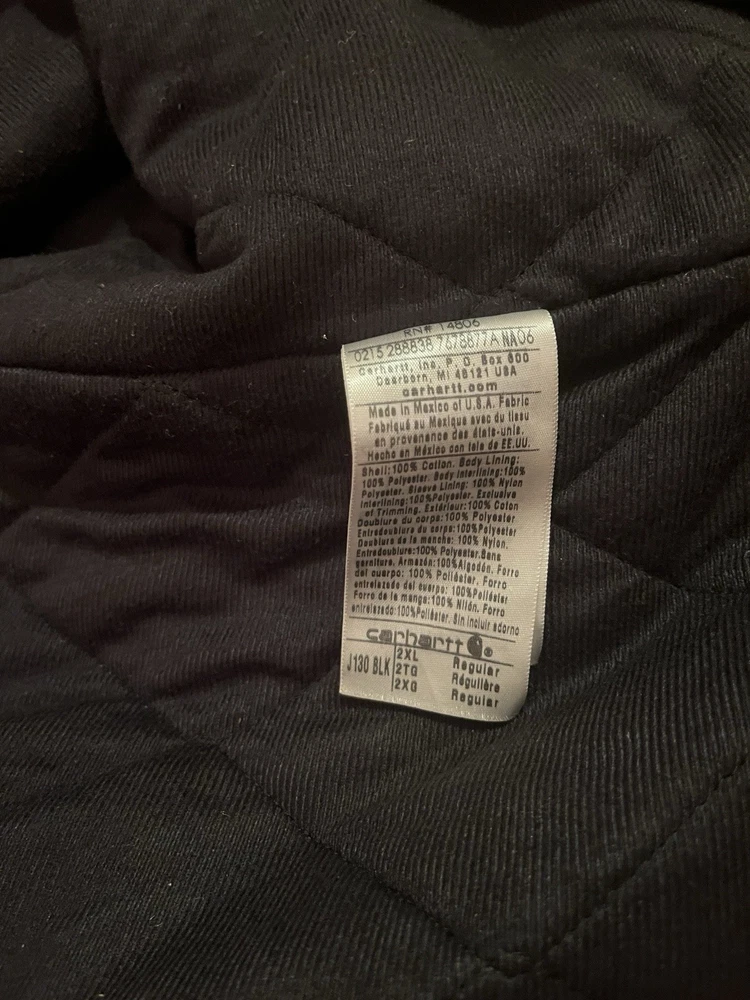 RN# 14806
0215 288838 7678877A NA06
Carhartt, Inc. P. O. Box 600
Dearborn, MI 48121 USA
carhartt.com
Made in Mexico of U.S.A. Fabric
Fabriqué au Mexique avec du tissu
en provenance des états-unis.
Hecho en México con tela de EE.UU.
Shell:100% Cotton. Body Lining:
100% Polyester. Body Interlining:100%
Polyester. Sleeve Lining: 100% Nylon
Interlining:100%Polyester. Exclusive
of Trimming. Extérieur:100% Coton
Doublure du corps:100% Polyester
Entredoublure du corps:100%Polyester
Doublure de la manche: 100% Nylon.
Entredoublure:100% Polyester.Sans
garniture. Armazón:100%Algodón. Forro
del cuerpo: 100% Poliéster. Forro
entrelazado del cuerpo: 100%Poliéster
Forro de la manga:100% Nilón. Forro
entrelazado:100%Poliéster. Sin incluir adorno
carhartt ®
J130 BLK 2XL Regular
2TG Régulière
2XG Regular